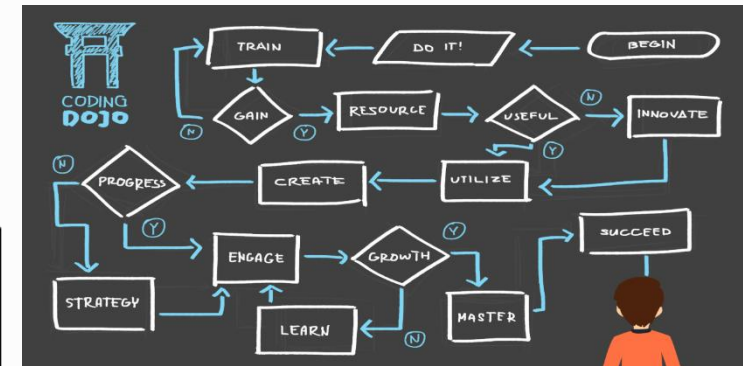 CODING
DOJO
BEGIN
DO IT!
TRAIN
GAIN
N
Y
RESOURCE
USEFUL
N
Y
INNOVATE
UTILIZE
CREATE
PROGRESS
N
Y
STRATEGY
ENGAGE
GROWTH
Y
N
LEARN
MASTER
SUCCEED